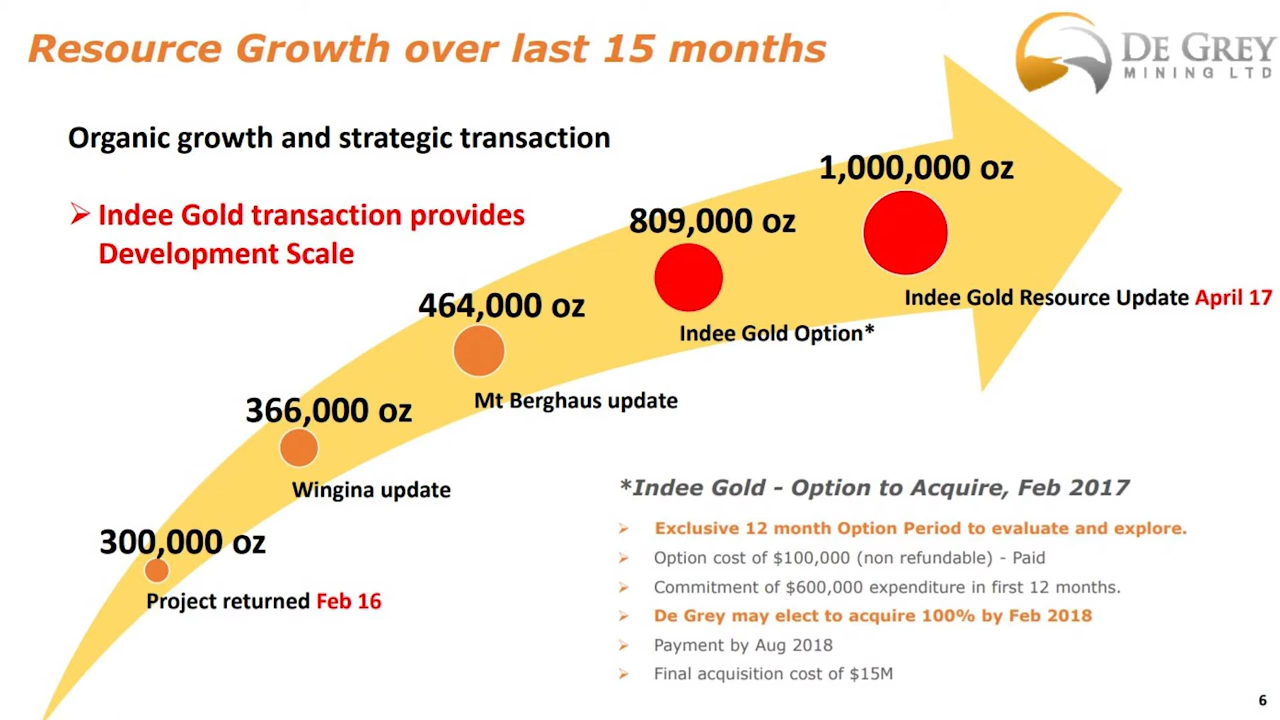 Resource Growth over last 15 months
DE GREY
MINING LTD
Organic growth and strategic transaction
➢ Indee Gold transaction provides
Development Scale
1,000,000 oz
Indee Gold Resource Update April 17
809,000 oz
Indee Gold Option*
464,000 oz
Mt Berghaus update
366,000 oz
Wingina update
300,000 oz
Project returned Feb 16
*Indee Gold - Option to Acquire, Feb 2017
➢ Exclusive 12 month Option Period to evaluate and explore.
➢ Option cost of $100,000 (non refundable) - Paid
➢ Commitment of $600,000 expenditure in first 12 months.
➢ De Grey may elect to acquire 100% by Feb 2018
➢ Payment by Aug 2018
➢ Final acquisition cost of $15M
6